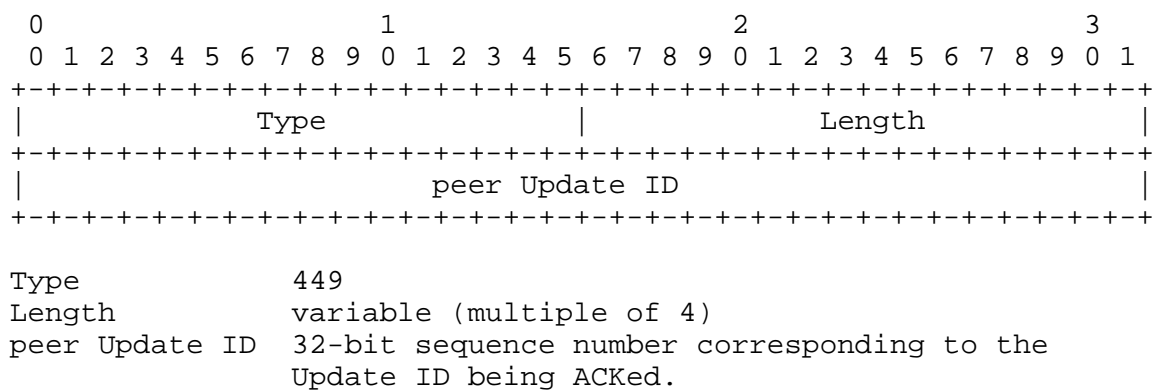 0                   1                   2                   3
 0 1 2 3 4 5 6 7 8 9 0 1 2 3 4 5 6 7 8 9 0 1 2 3 4 5 6 7 8 9 0 1
+-+-+-+-+-+-+-+-+-+-+-+-+-+-+-+-+-+-+-+-+-+-+-+-+-+-+-+-+-+-+-+-+
|             Type              |             Length            |
+-+-+-+-+-+-+-+-+-+-+-+-+-+-+-+-+-+-+-+-+-+-+-+-+-+-+-+-+-+-+-+-+
|                       peer Update ID                          |
+-+-+-+-+-+-+-+-+-+-+-+-+-+-+-+-+-+-+-+-+-+-+-+-+-+-+-+-+-+-+-+-+
Type            449
Length          variable (multiple of 4)
peer Update ID  32-bit sequence number corresponding to the
                Update ID being ACKed.